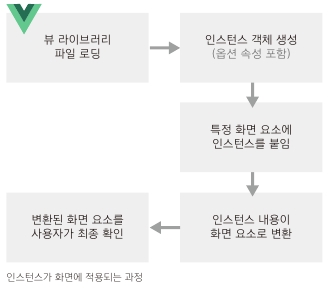 뷰 라이브러리
파일 로딩
인스턴스 객체 생성
(옵션 속성 포함)
특정 화면 요소에
인스턴스를 붙임
인스턴스 내용이
화면 요소로 변환
변환된 화면 요소를
사용자가 최종 확인
인스턴스가 화면에 적용되는 과정